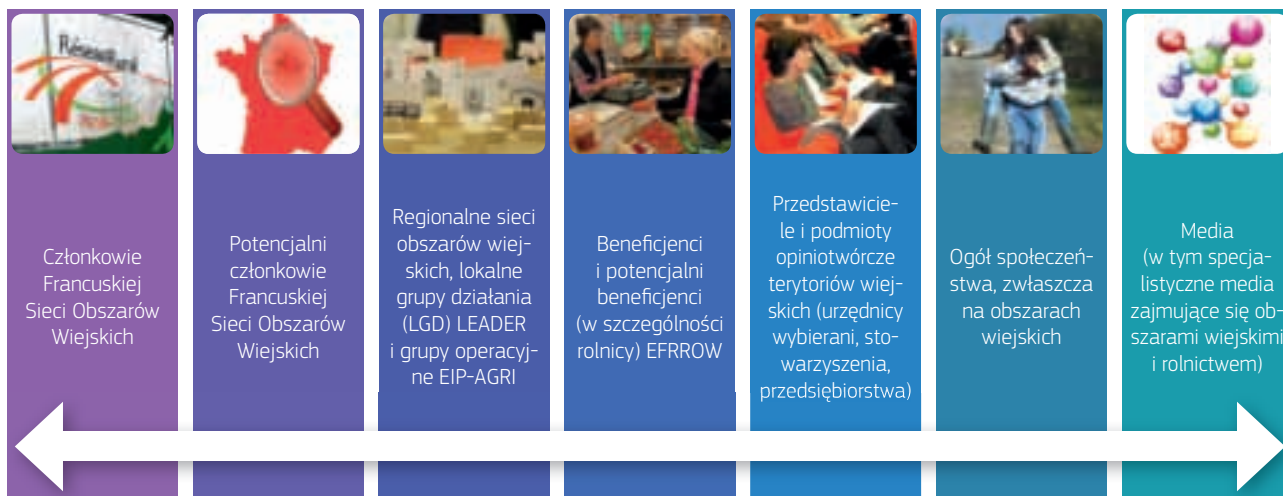 Réseau Rural
Członkowie
Francuskiej
Sieci Obszarów
Wiejskich
Potencjalni
członkowie
Francuskiej
Sieci Obszarów
Wiejskich
Regionalne sieci
obszarów wiej-
skich, lokalne
grupy działania
(LGD) LEADER
i grupy operacyj-
ne EIP-AGRI
Beneficjenci
i potencjalni
beneficjenci
(w szczególności
rolnicy) EFRROW
Przedstawicie-
le i podmioty
opiniotwórcze
terytoriów wiej-
skich (urzędnicy
wybierani, sto-
warzyszenia,
przedsiębiorstwa)
Ogół społeczeń-
stwa, zwłaszcza
na obszarach
wiejskich
Media
(w tym specja-
listyczne media
zajmujące się ob-
szarami wiejskimi
i rolnictwem)